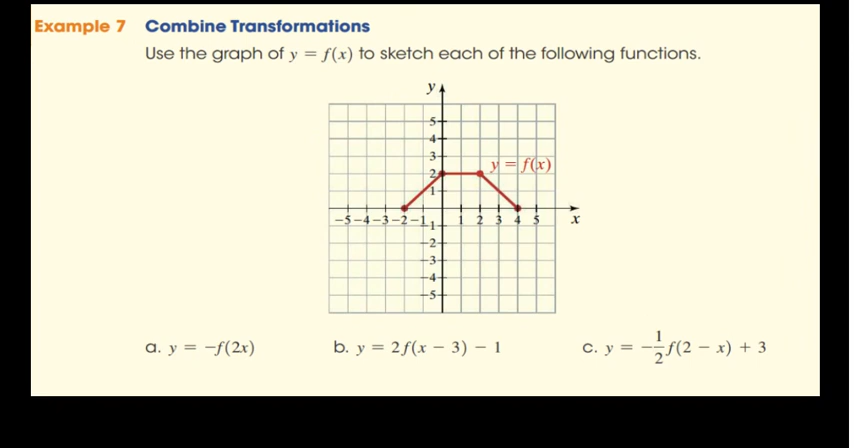 Example 7 Combine Transformations
Use the graph of y = f(x) to sketch each of the following functions.
y
5
4
3
y = f(x)
2
1
-5 -4 -3 -2 -1 1 2 3 4 5 x
-1
-2
-3
-4
-5
a. y = −f(2x) b. y = 2f(x − 3) − 1 c. y = −1/2 f(2 − x) + 3